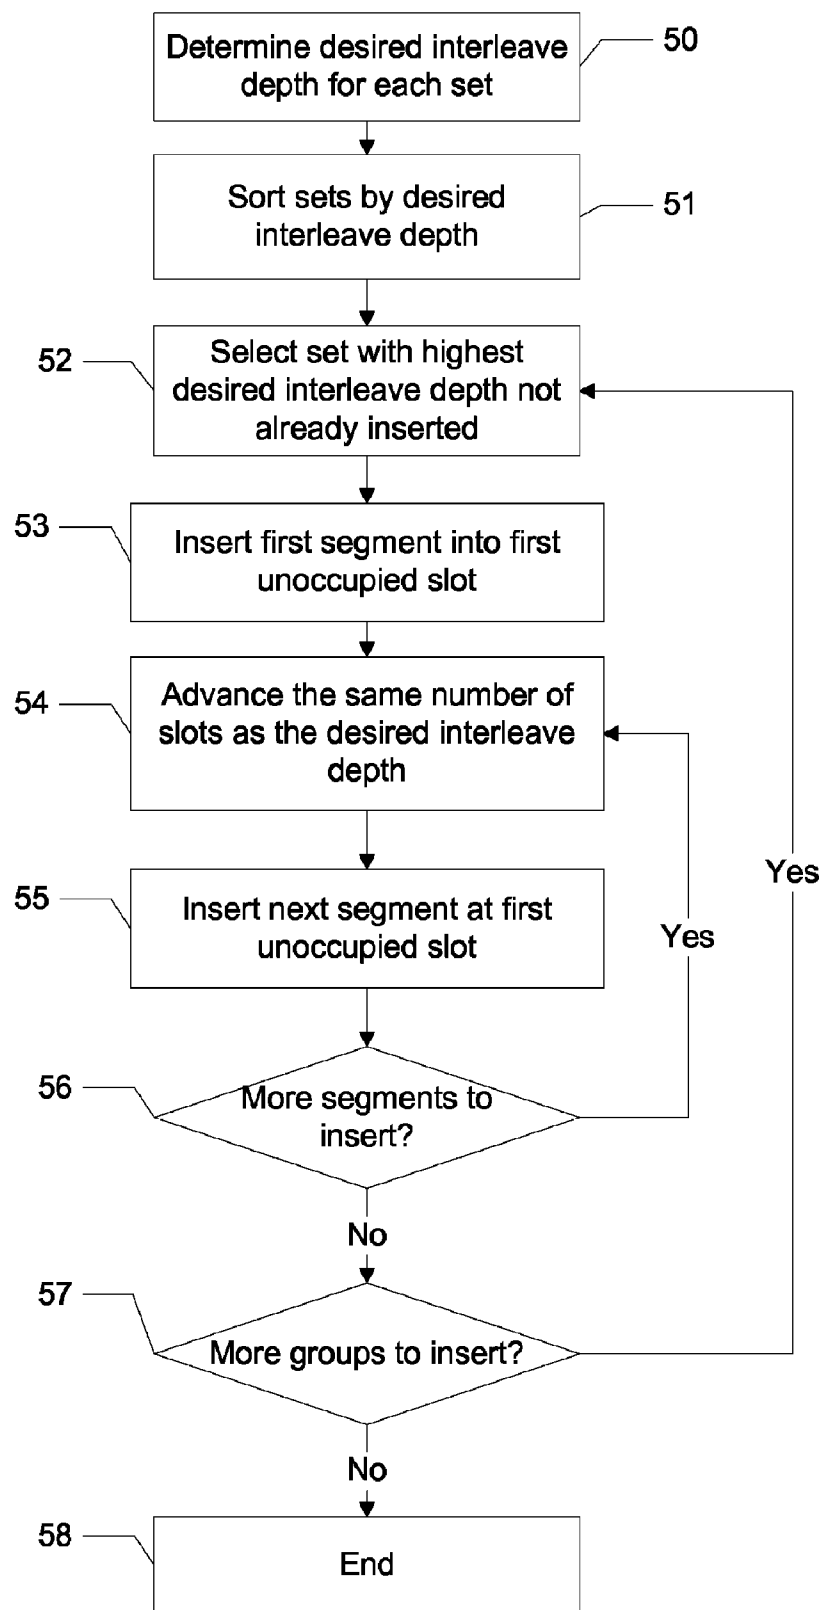 Determine desired interleave
depth for each set
50
Sort sets by desired
interleave depth
51
52
Select set with highest
desired interleave depth not
already inserted
53
Insert first segment into first
unoccupied slot
54
Advance the same number of
slots as the desired interleave
depth
55
Insert next segment at first
unoccupied slot
Yes
Yes
56
More segments to
insert?
No
57
More groups to insert?
No
58
End